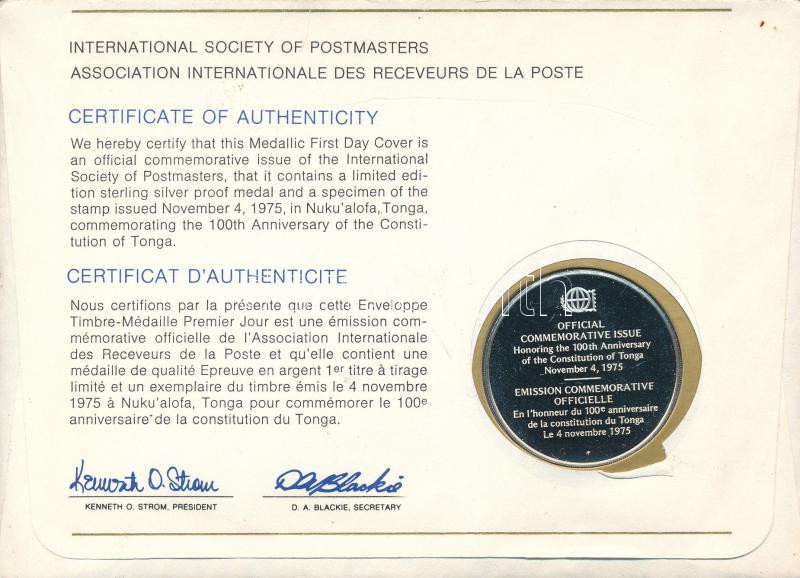 INTERNATIONAL SOCIETY OF POSTMASTERS
ASSOCIATION INTERNATIONALE DES RECEVEURS DE LA POSTE
CERTIFICATE OF AUTHENTICITY
We hereby certify that this Medallic First Day Cover is
an official commemorative issue of the International
Society of Postmasters, that it contains a limited edi-
tion sterling silver proof medal and a specimen of the
stamp issued November 4, 1975, in Nuku'alofa, Tonga,
commemorating the 100th Anniversary of the Consti-
tution of Tonga.
CERTIFICAT D'AUTHENTICITE
Nous certifions par la présente que cette Enveloppe
Timbre-Médaille Premier Jour est une émission com-
mémorative officielle de l'Association Internationale
des Receveurs de la Poste et qu'elle contient une
médaille de qualité Epreuve en argent 1er titre à tirage
limité et un exemplaire du timbre émis le 4 novembre
1975 à Nuku'alofa, Tonga pour commémorer le 100e
anniversaire de la constitution du Tonga.
Kenneth O. Strom
D.A. Blackie
KENNETH O. STROM, PRESIDENT
D. A. BLACKIE, SECRETARY
OFFICIAL
COMMEMORATIVE ISSUE
Honoring the 100th Anniversary
of the Constitution of Tonga
November 4, 1975
EMISSION COMMEMORATIVE
OFFICIELLE
En l'honneur du 100e anniversaire
de la constitution du Tonga
Le 4 novembre 1975